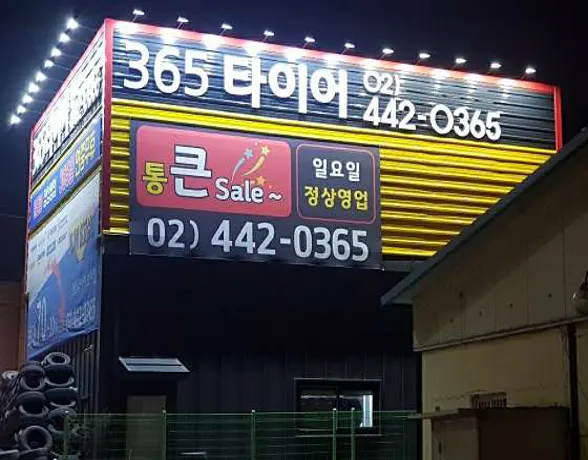 365 타이어 02) 442-0365
통큰 Sale~
일요일
정상영업
02) 442-0365